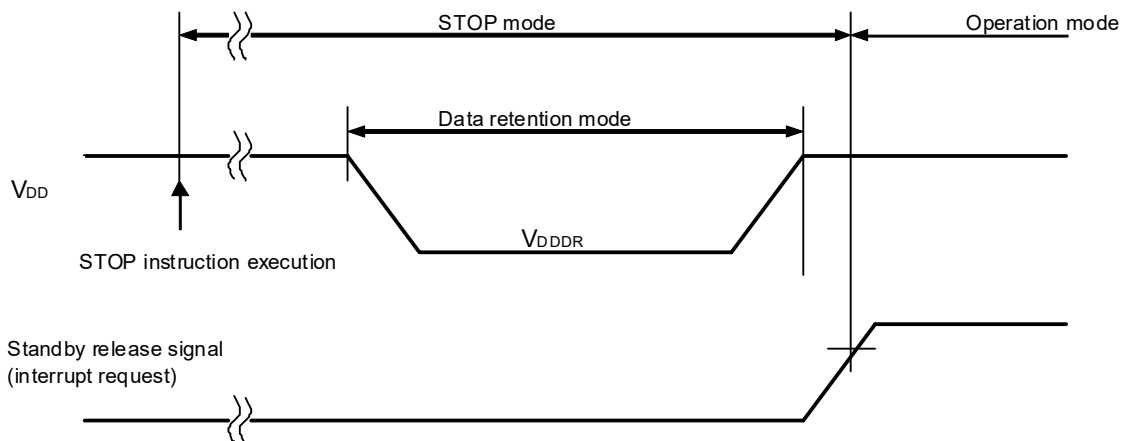 STOP mode
Operation mode
Data retention mode
VDD
VDDDR
STOP instruction execution
Standby release signal
(interrupt request)